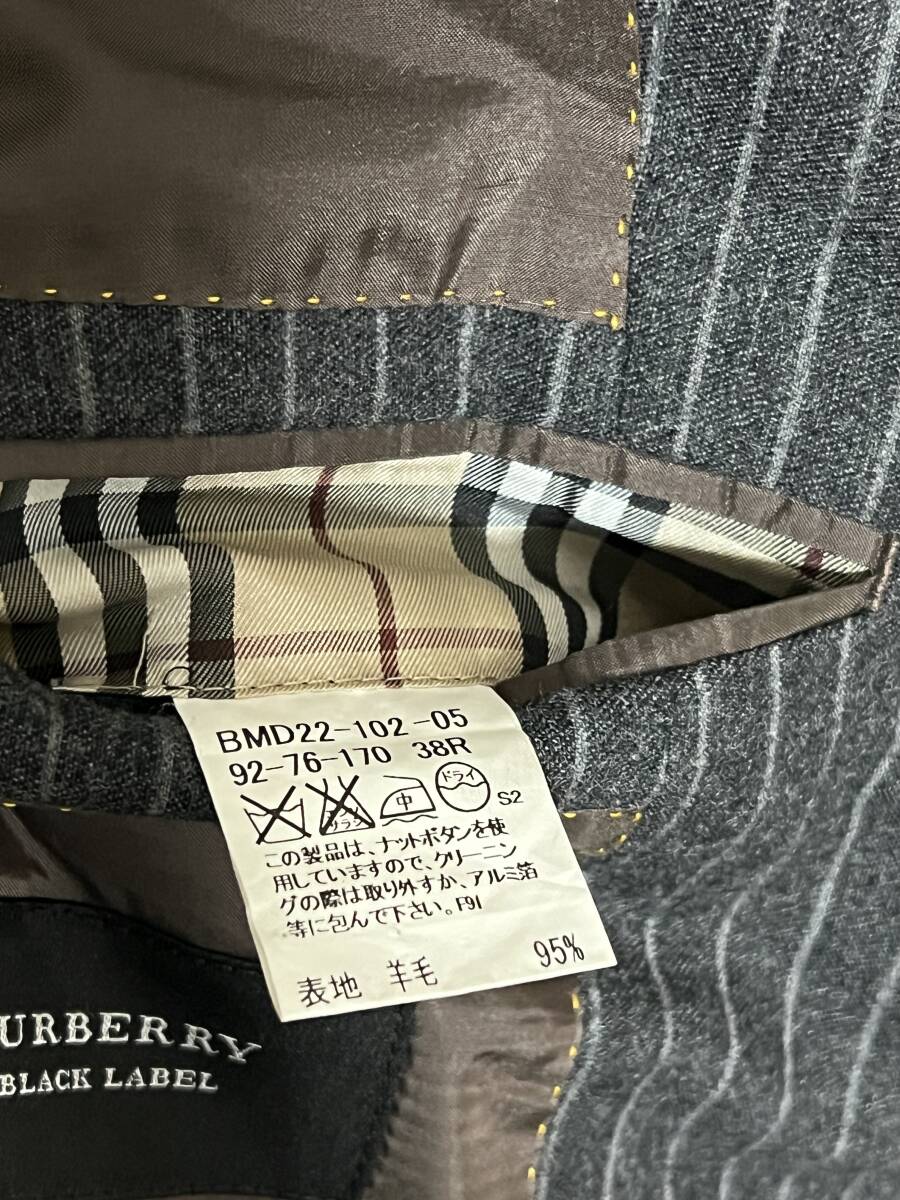 BMD22-102-05
92-76-170 38R
中
ドライ
S2
この製品は、ナットボタンを使
用していますので、クリーニン
グの際は取り外すか、アルミ箔
等に包んで下さい。F91
表地 羊毛 95%
URBERRY
BLACK LABEL